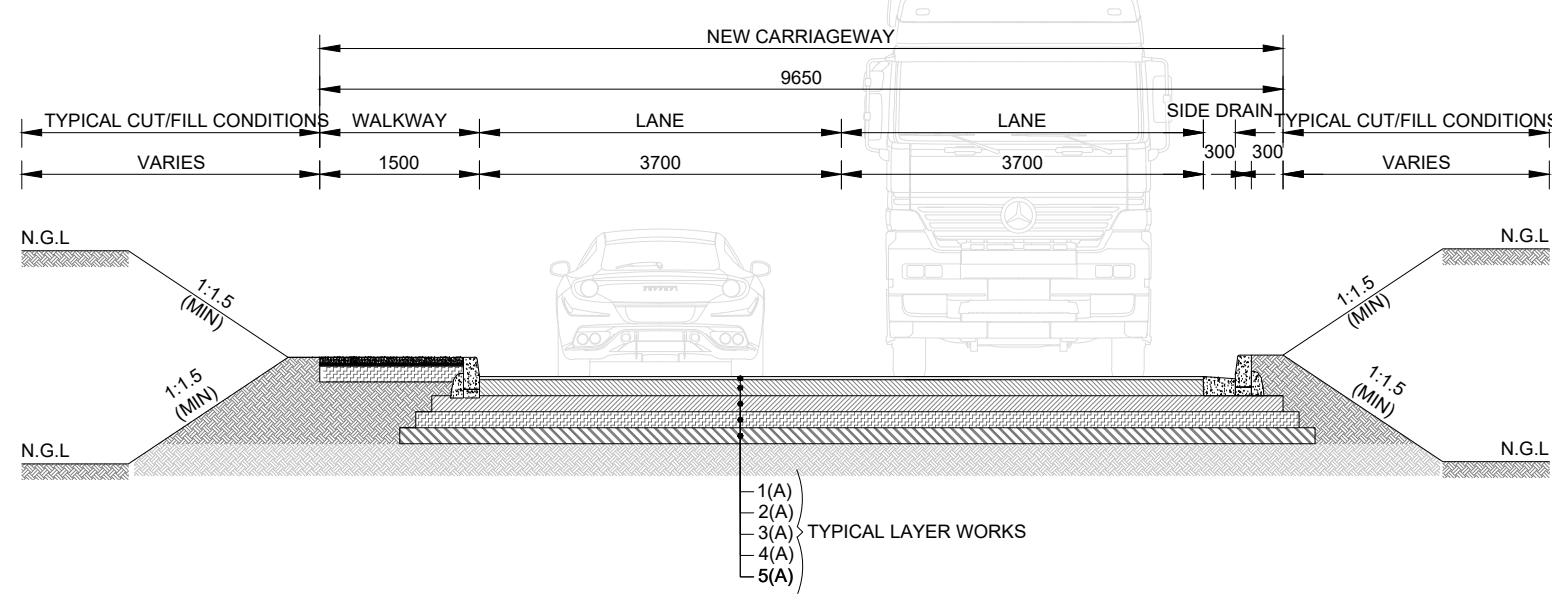 NEW CARRIAGEWAY
9650
TYPICAL CUT/FILL CONDITIONS WALKWAY LANE LANE SIDE DRAIN TYPICAL CUT/FILL CONDITIONS
VARIES 1500 3700 3700 300 300 VARIES
N.G.L N.G.L
1:1.5 1:1.5
(MIN) (MIN)
FERRARI
1:1.5 1:1.5
(MIN) (MIN)
N.G.L N.G.L
1(A)
2(A)
3(A) TYPICAL LAYER WORKS
4(A)
5(A)